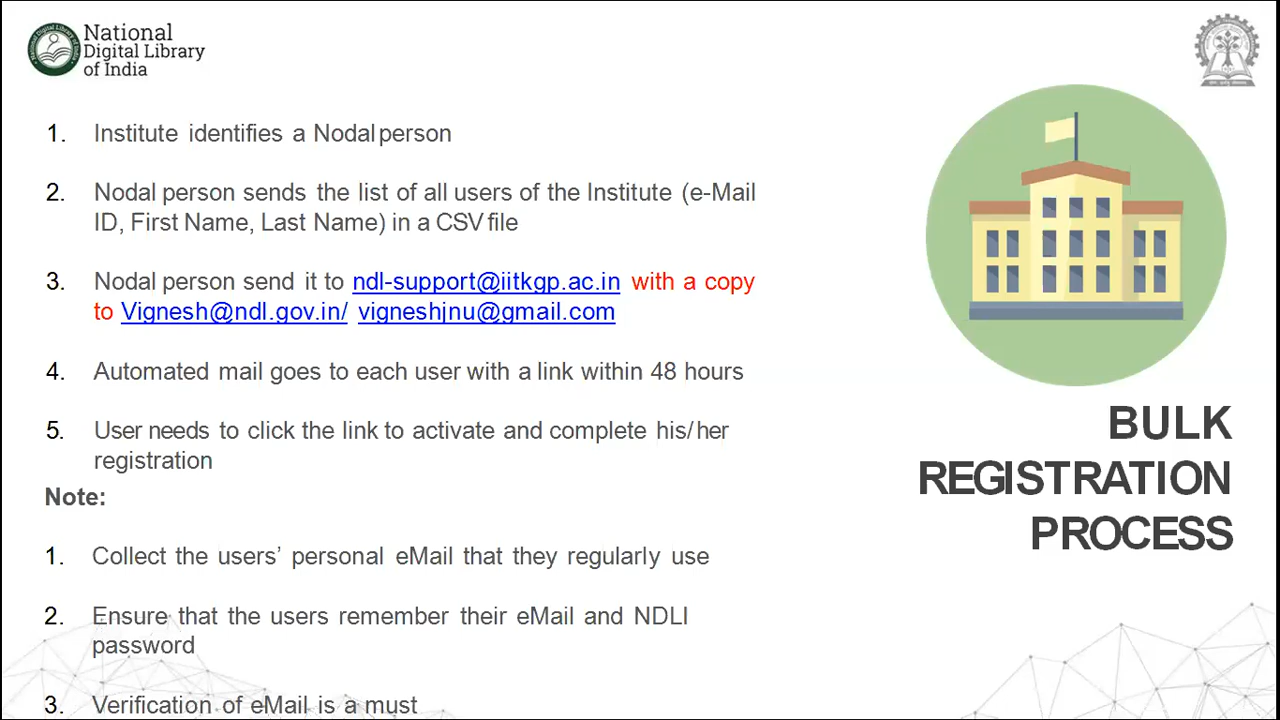 National
Digital Library
of India
1. Institute identifies a Nodal person
2. Nodal person sends the list of all users of the Institute (e-Mail
ID, First Name, Last Name) in a CSV file
3. Nodal person send it to ndl-support@iitkgp.ac.in with a copy
to Vignesh@ndl.gov.in/ vigneshjnu@gmail.com
4. Automated mail goes to each user with a link within 48 hours
5. User needs to click the link to activate and complete his/her
registration
Note:
1. Collect the users’ personal eMail that they regularly use
2. Ensure that the users remember their eMail and NDLI
password
3. Verification of eMail is a must
BULK
REGISTRATION
PROCESS